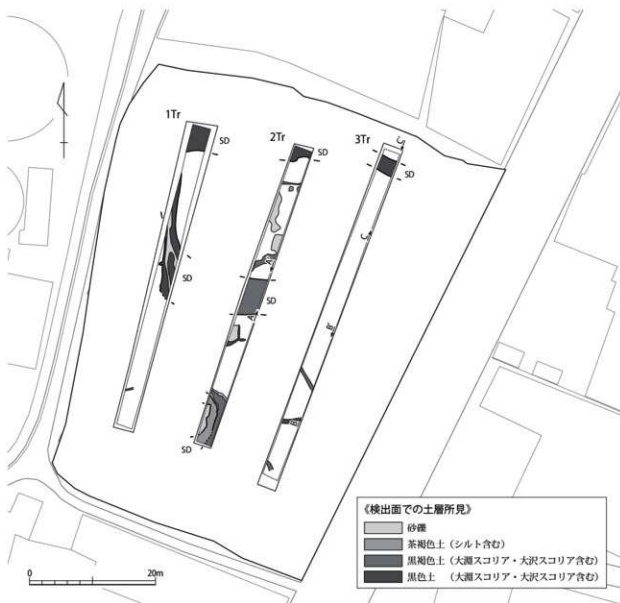 1Tr
2Tr
3Tr
SD
SD
SD
SD
SD
SD
A'
A
B
C
C'
《検出面での土層所見》
砂礫
茶褐色土（シルト含む）
黒褐色土（大淵スコリア・大沢スコリア含む）
黒色土　（大淵スコリア・大沢スコリア含む）
0
20m